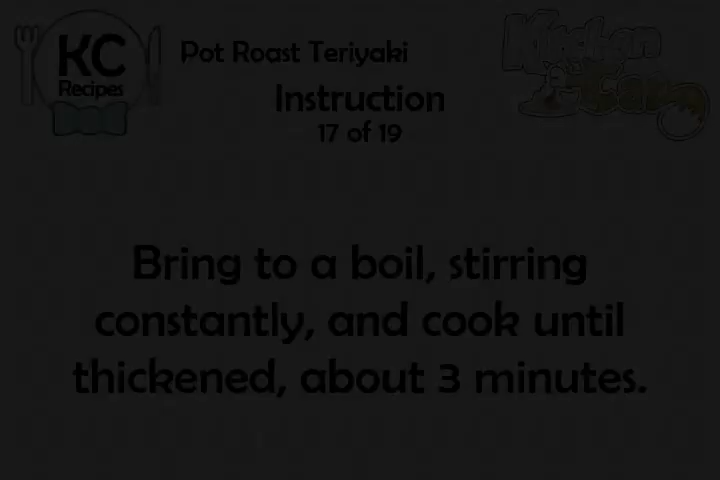 KC
Recipes
Pot Roast Teriyaki
Kitchen
Instruction
17 of 19
Bring to a boil, stirring
constantly, and cook until
thickened, about 3 minutes.